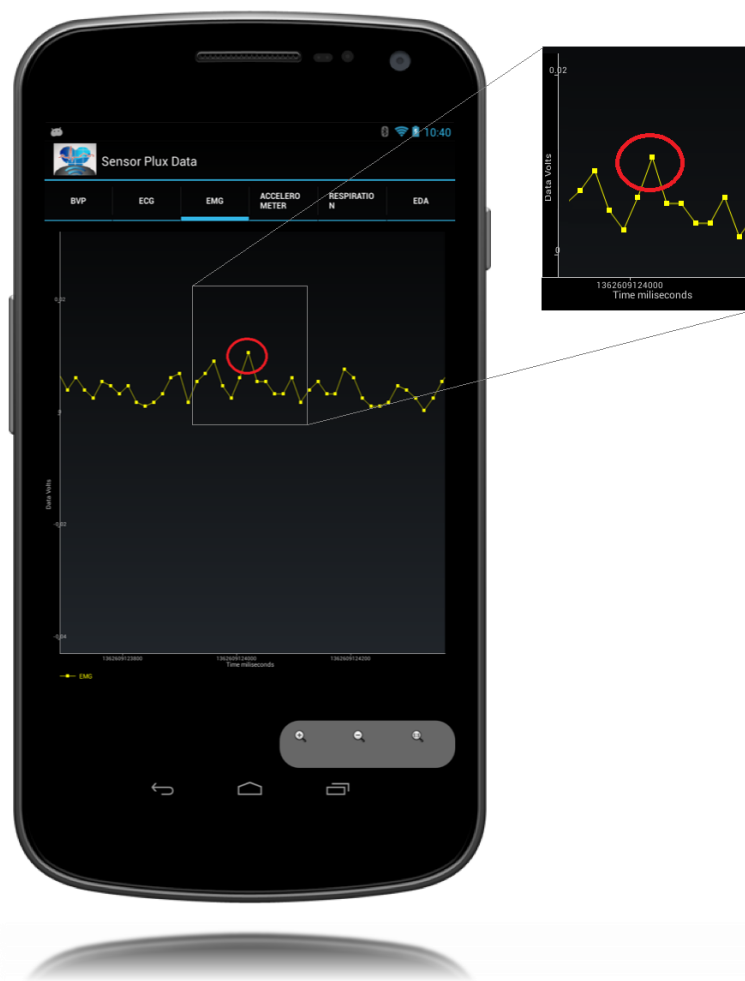 10:40
Sensor Plux Data
BVP
ECG
EMG
ACCELERO
METER
RESPIRATIO
N
EDA
0,02
0
-0,02
-0,04
Data Volts
1362609123800
1362609124000
1362609124200
Time miliseconds
EMG
0,02
0
Data Volts
1362609124000
Time miliseconds